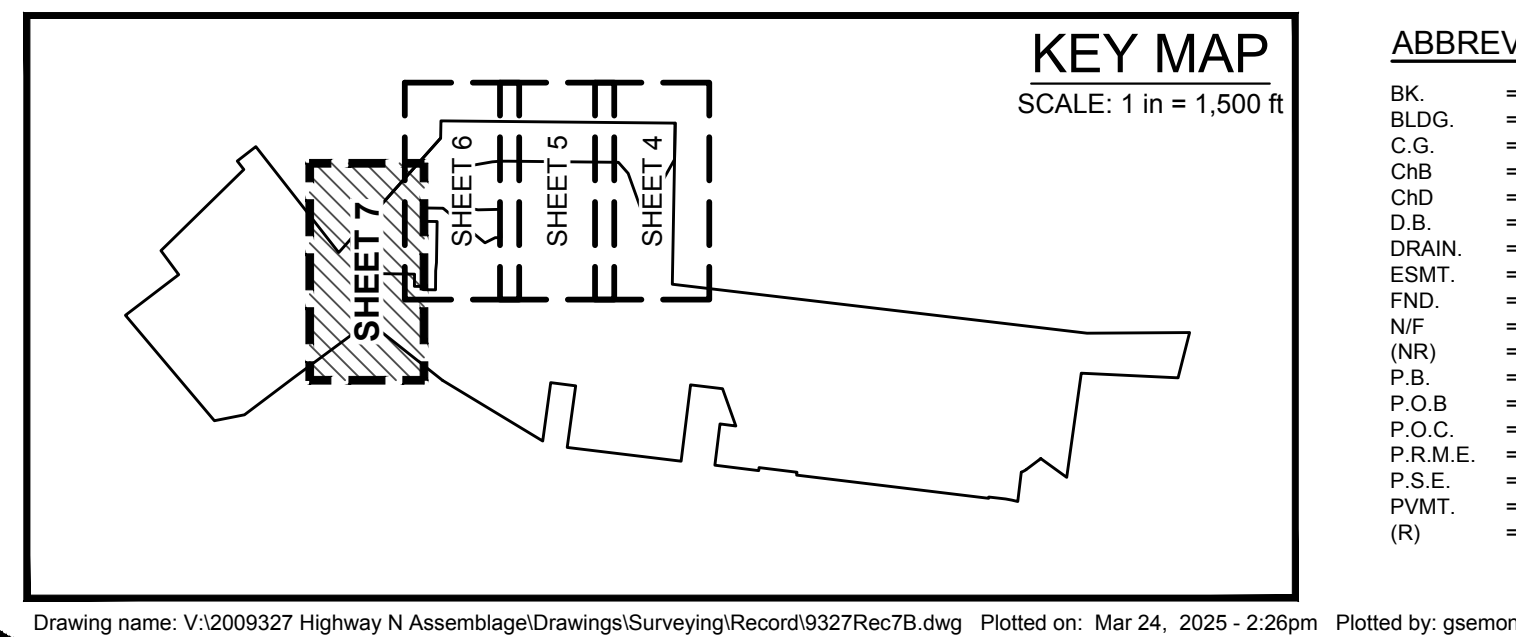 KEY MAP
SCALE: 1 in = 1,500 ft
SHEET 7
SHEET 6
SHEET 5
SHEET 4
BK. =
BLDG. =
C.G. =
ChB =
ChD =
D.B. =
DRAIN. =
ESMT. =
FND. =
N/F =
(NR) =
P.B. =
P.O.B =
P.O.C. =
P.R.M.E. =
P.S.E. =
PVMT. =
(R) =
Drawing name: V:\2009327 Highway N Assemblage\Drawings\Surveying\Record\9327Rec7B.dwg Plotted on: Mar 24, 2025 - 2:26pm Plotted by: gsemon